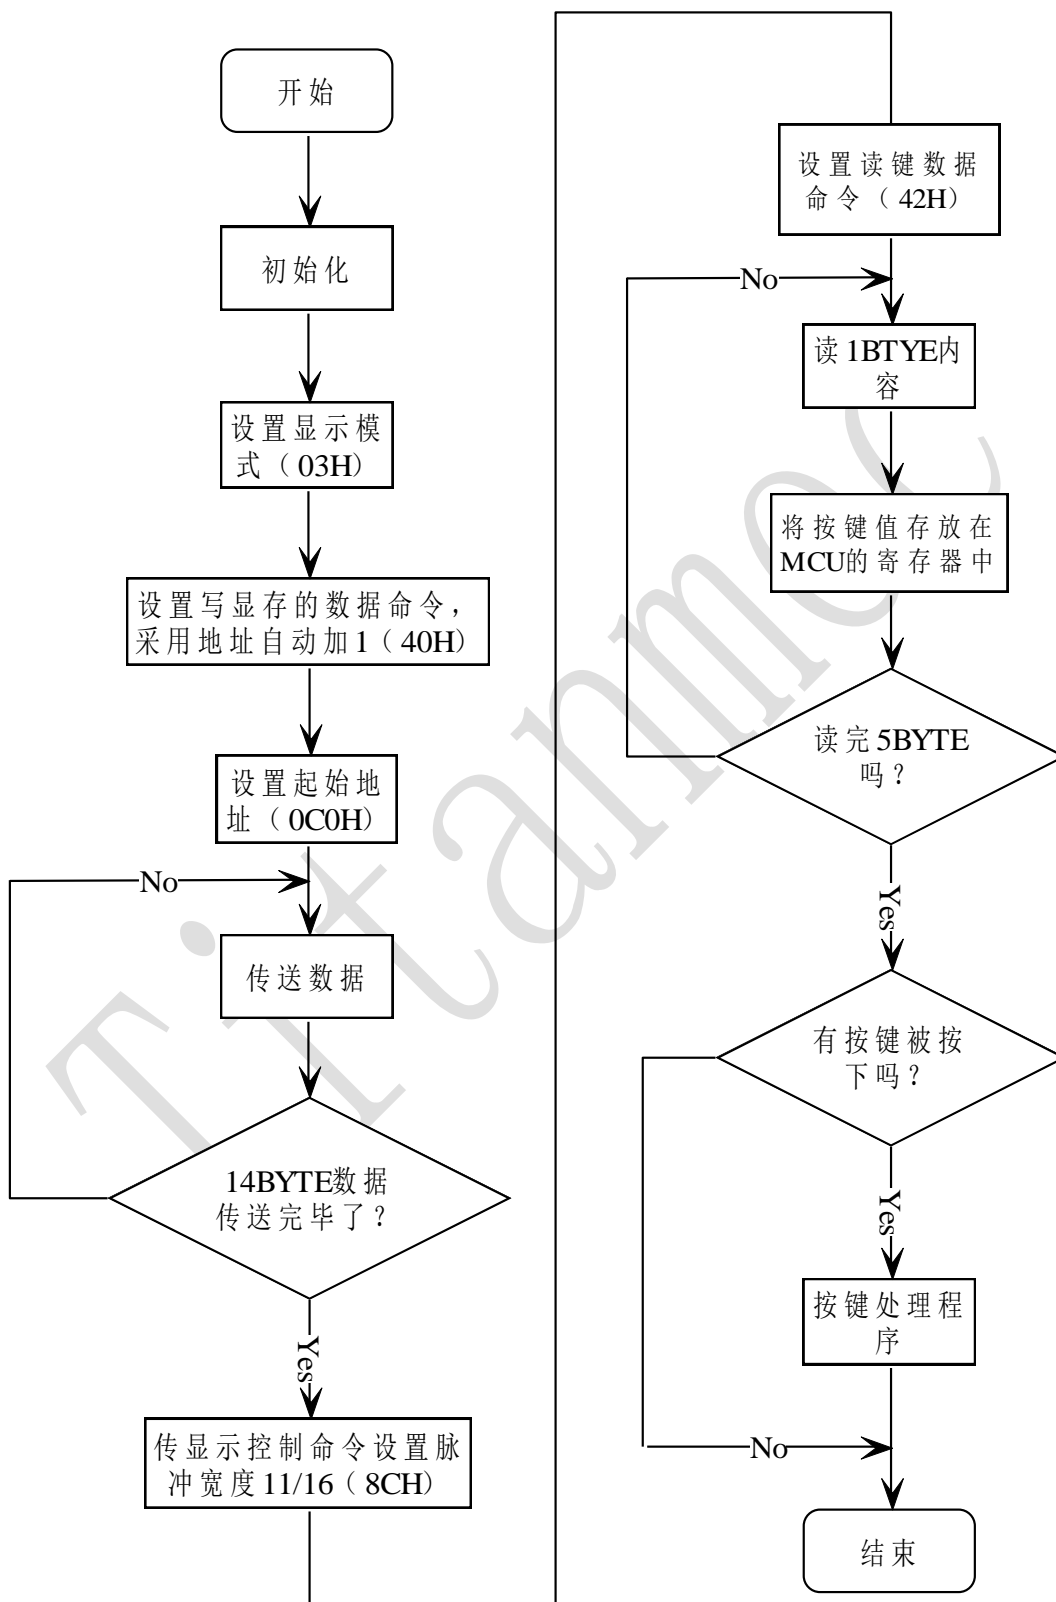 开始
初始化
设置显示模
式（03H）
设置写显存的数据命令，
采用地址自动加1（40H）
设置起始地
址（0C0H）
No
传送数据
14BYTE数据
传送完毕了？
Yes
传显示控制命令设置脉
冲宽度11/16（8CH）
设置读键数据
命令（42H）
No
读1BTYE内
容
将按键值存放在
MCU的寄存器中
读完5BYTE
吗？
Yes
有按键被按
下吗？
Yes
按键处理程
序
No
结束
Titanmec